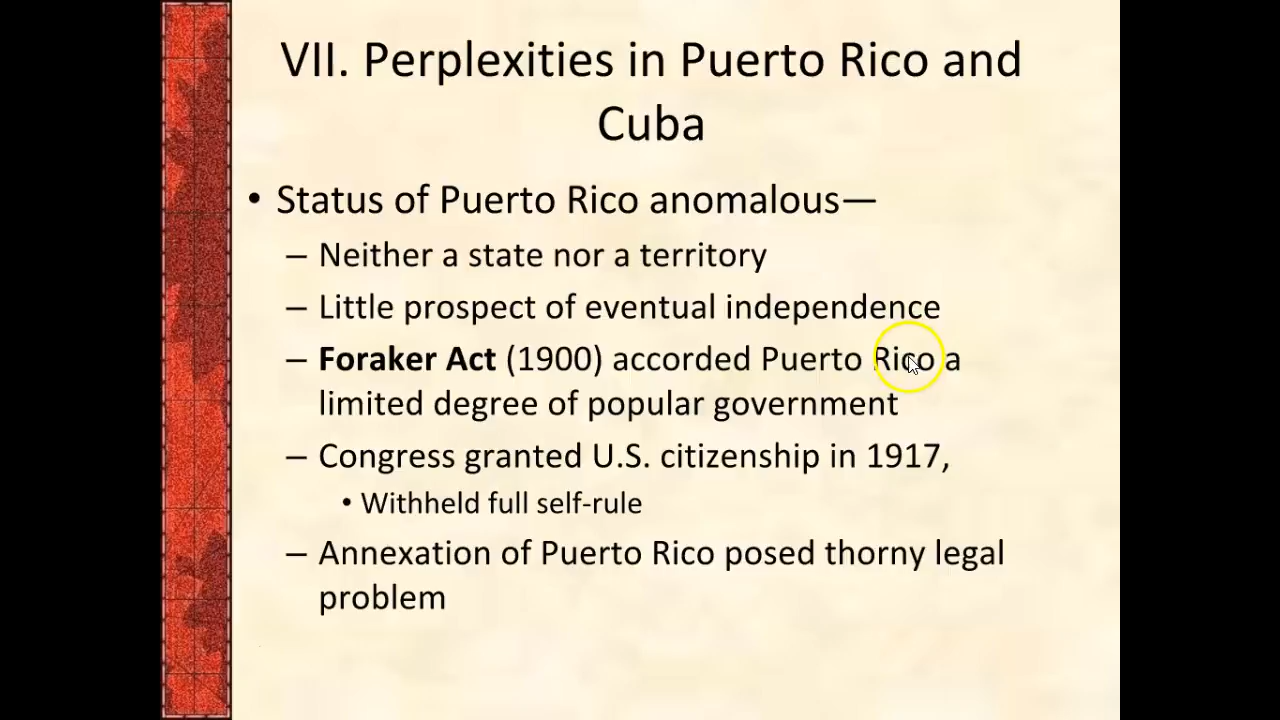 VII. Perplexities in Puerto Rico and
Cuba
• Status of Puerto Rico anomalous—
– Neither a state nor a territory
– Little prospect of eventual independence
– Foraker Act (1900) accorded Puerto Rico a
limited degree of popular government
– Congress granted U.S. citizenship in 1917,
• Withheld full self-rule
– Annexation of Puerto Rico posed thorny legal
problem